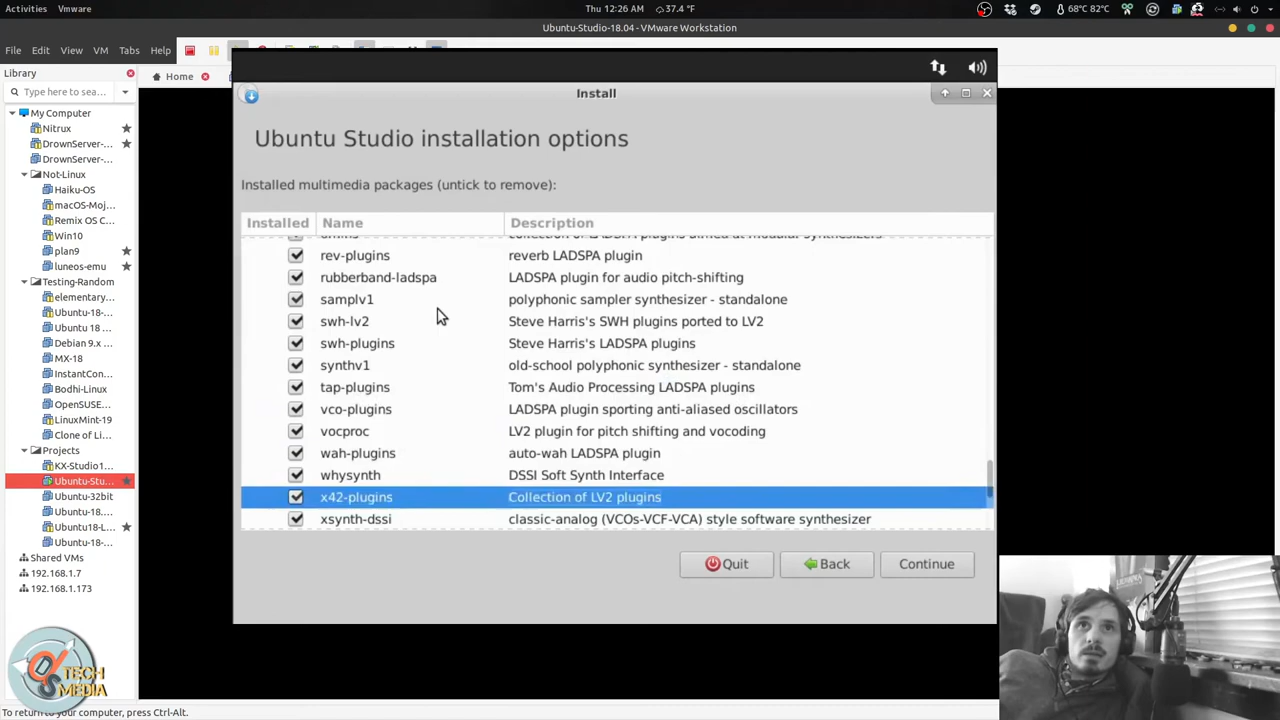 Activities Vmware Thu 12:26 AM 37.4 °F 68°C 82°C
Ubuntu-Studio-18.04 - VMware Workstation
File Edit View VM Tabs Help
Library
Type here to sea...
Home
My Computer
Nitrux
DrownServer-...
DrownServer-...
Not-Linux
Haiku-OS
macOS-Moj...
Remix OS C...
Win10
plan9
luneos-emu
Testing-Random
elementary...
Ubuntu-18...
Ubuntu 18 ...
Debian 9.x ...
MX-18
InstantCon...
Bodhi-Linux
OpenSUSE...
LinuxMint-19
Clone of Li...
Projects
KX-Studio1...
Ubuntu-Stu...
Ubuntu-32bit
Ubuntu-18...
Ubuntu18-L...
Ubuntu-18-...
Shared VMs
192.168.1.7
192.168.1.173
Install
Ubuntu Studio installation options
Installed multimedia packages (untick to remove):
Installed Name Description
rev-plugins reverb LADSPA plugin
rubberband-ladspa LADSPA plugin for audio pitch-shifting
samplv1 polyphonic sampler synthesizer - standalone
swh-lv2 Steve Harris's SWH plugins ported to LV2
swh-plugins Steve Harris's LADSPA plugins
synthv1 old-school polyphonic synthesizer - standalone
tap-plugins Tom's Audio Processing LADSPA plugins
vco-plugins LADSPA plugin sporting anti-aliased oscillators
vocproc LV2 plugin for pitch shifting and vocoding
wah-plugins auto-wah LADSPA plugin
whysynth DSSI Soft Synth Interface
x42-plugins Collection of LV2 plugins
xsynth-dssi classic-analog (VCOs-VCF-VCA) style software synthesizer
Quit Back Continue
TECH
MEDIA
To return to your computer, press Ctrl-Alt.